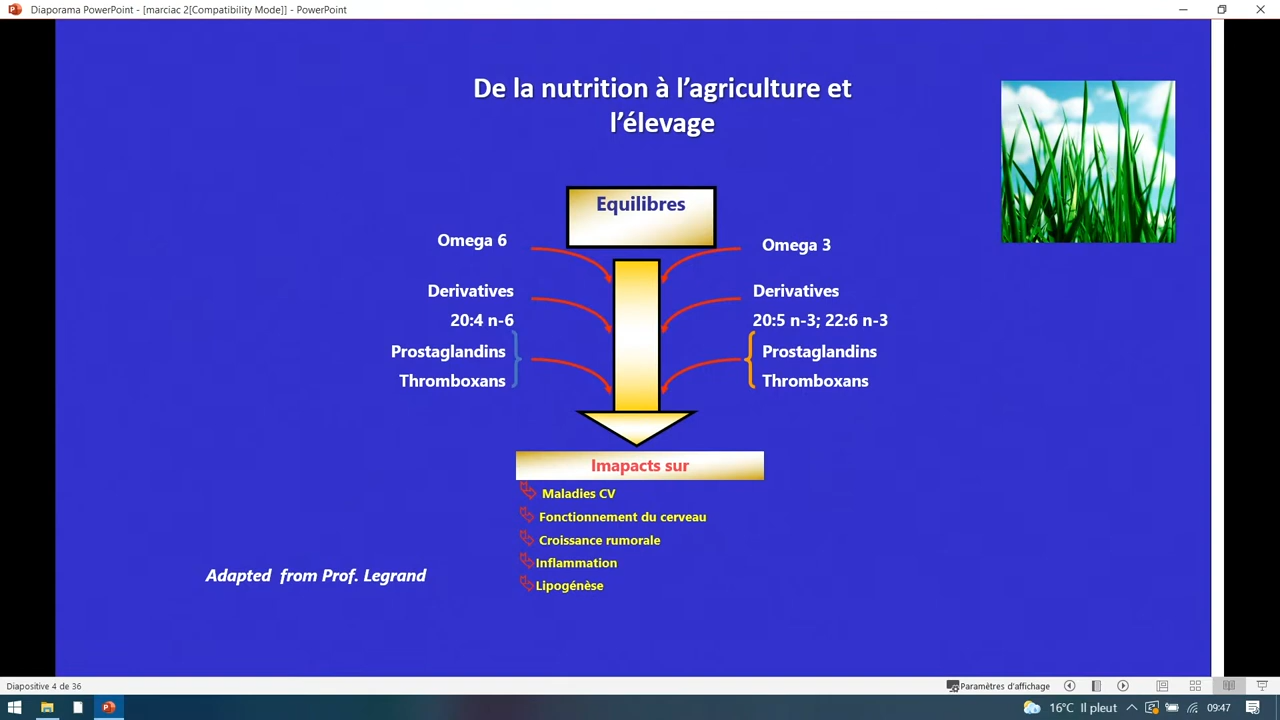 Diaporama PowerPoint - [marciac 2[Compatibility Mode]] - PowerPoint
De la nutrition à l’agriculture et
l’élevage
Equilibres
Omega 6
Omega 3
Derivatives
20:4 n-6
Derivatives
20:5 n-3; 22:6 n-3
Prostaglandins
Thromboxans
Prostaglandins
Thromboxans
Imapacts sur
Maladies CV
Fonctionnement du cerveau
Croissance rumorale
Inflammation
Lipogénèse
Adapted from Prof. Legrand
Diapositive 4 de 36
Paramètres d'affichage
16°C Il pleut
09:47